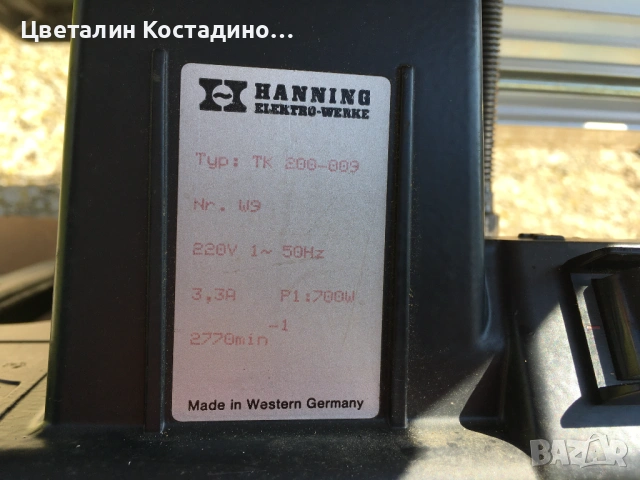 Цветалин Костадино...
HANNING
ELEKTRO-WERKE
Typ: TK 200-009
Nr. W9
220V 1~ 50Hz
3,3A P1:700W
2770min⁻¹
Made in Western Germany
BAZAR